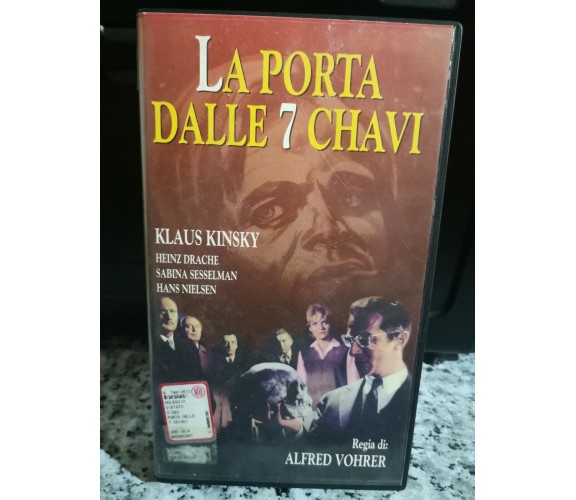 LA PORTA
DALLE 7 CHAVI
KLAUS KINSKY
HEINZ DRACHE
SABINA SESSELMAN
HANS NIELSEN
Regia di:
ALFRED VOHRER